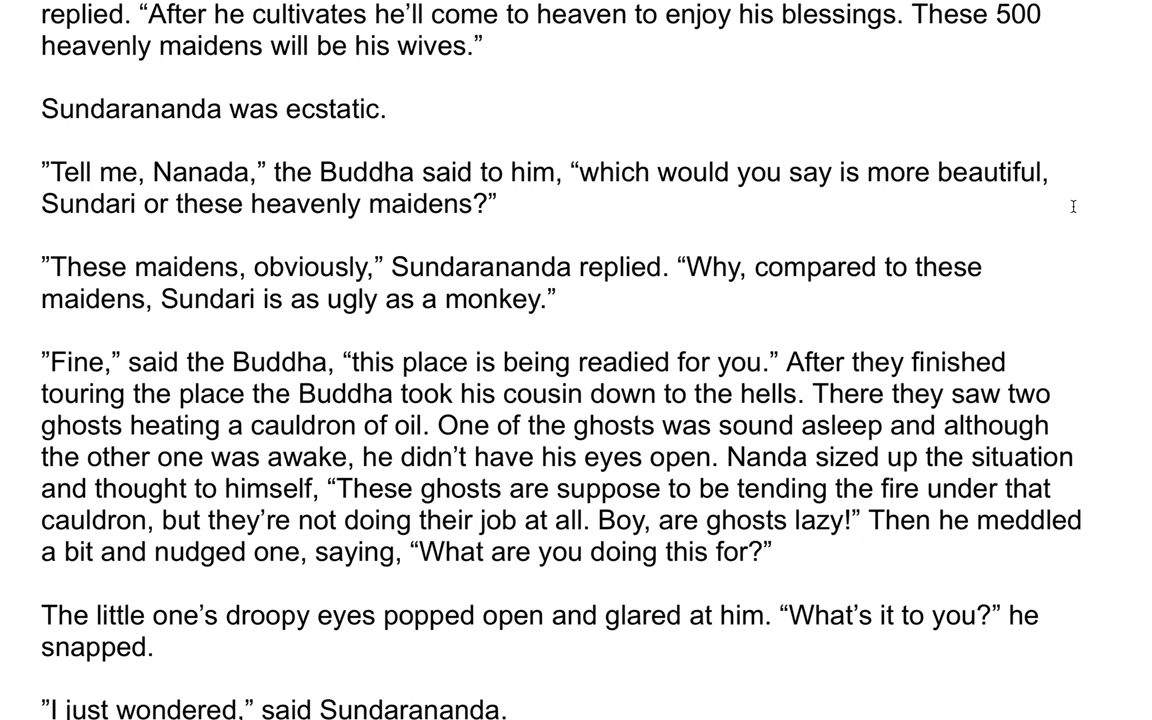 replied. “After he cultivates he’ll come to heaven to enjoy his blessings. These 500
heavenly maidens will be his wives.”
Sundarananda was ecstatic.
”Tell me, Nanada,” the Buddha said to him, “which would you say is more beautiful,
Sundari or these heavenly maidens?”
”These maidens, obviously,” Sundarananda replied. “Why, compared to these
maidens, Sundari is as ugly as a monkey.”
”Fine,” said the Buddha, “this place is being readied for you.” After they finished
touring the place the Buddha took his cousin down to the hells. There they saw two
ghosts heating a cauldron of oil. One of the ghosts was sound asleep and although
the other one was awake, he didn’t have his eyes open. Nanda sized up the situation
and thought to himself, “These ghosts are suppose to be tending the fire under that
cauldron, but they’re not doing their job at all. Boy, are ghosts lazy!” Then he meddled
a bit and nudged one, saying, “What are you doing this for?”
The little one’s droopy eyes popped open and glared at him. “What’s it to you?” he
snapped.
”I just wondered,” said Sundarananda.